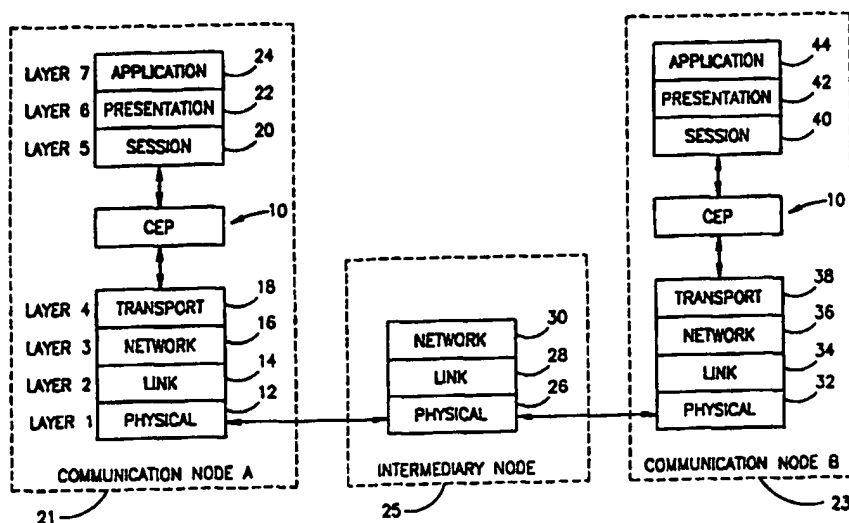 LAYER 7 APPLICATION 24
LAYER 6 PRESENTATION 22
LAYER 5 SESSION 20
CEP 10
LAYER 4 TRANSPORT 18
LAYER 3 NETWORK 16
LAYER 2 LINK 14
LAYER 1 PHYSICAL 12
COMMUNICATION NODE A
21
NETWORK 30
LINK 28
PHYSICAL 26
INTERMEDIARY NODE
25
APPLICATION 44
PRESENTATION 42
SESSION 40
CEP 10
TRANSPORT 38
NETWORK 36
LINK 34
PHYSICAL 32
COMMUNICATION NODE B
23